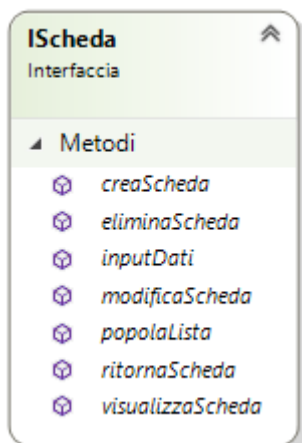 IScheda
Interfaccia
Metodi
creaScheda
eliminaScheda
inputDati
modificaScheda
popolaLista
ritornaScheda
visualizzaScheda